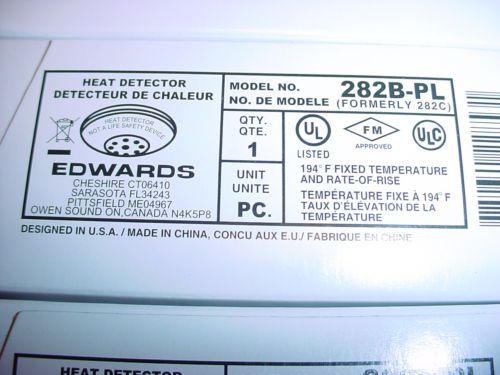 HEAT DETECTOR
DETECTEUR DE CHALEUR
HEAT DETECTOR
NOT A LIFE SAFETY DEVICE
EDWARDS
CHESHIRE CT06410
SARASOTA FL34243
PITTSFIELD ME04967
OWEN SOUND ON,CANADA N4K5P8
MODEL NO. 282B-PL
NO. DE MODELE (FORMERLY 282C)
QTY.
QTE.
1
UNIT
UNITE
PC.
UL
LISTED
FM
APPROVED
ULC
194°F FIXED TEMPERATURE
AND RATE-OF-RISE
TEMPÉRATURE FIXE À 194°F
TAUX D'ÉLÉVATION DE LA
TEMPÉRATURE
DESIGNED IN U.S.A./ MADE IN CHINA, CONCU AUX E.U./ FABRIQUE EN CHINE
HEAT DETECTOR